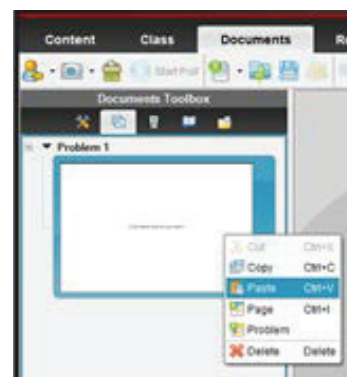 Content Class Documents R
Start Poll
Documents Toolbox
Problem 1
Cut Ctrl+X
Copy Ctrl+C
Paste Ctrl+V
Page Ctrl+I
Problem
Delete Delete